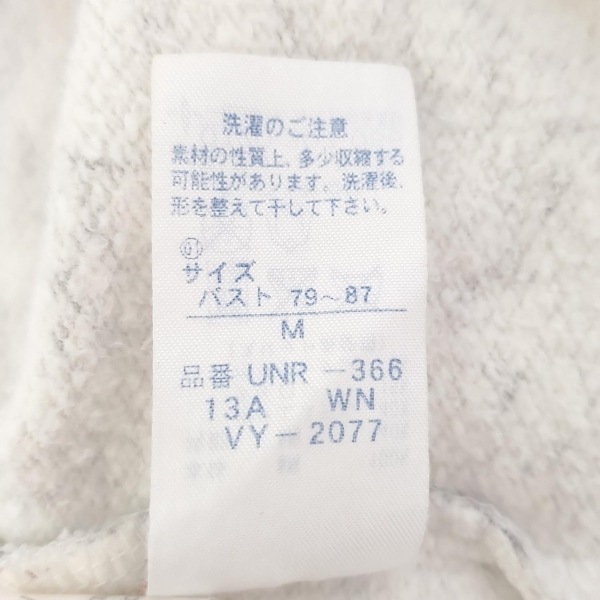 洗濯のご注意
素材の性質上、多少収縮する
可能性があります。洗濯後、
形を整えて干して下さい。
サイズ
バスト 79~87
M
品番 UNR-366
13A WN
VY-2077